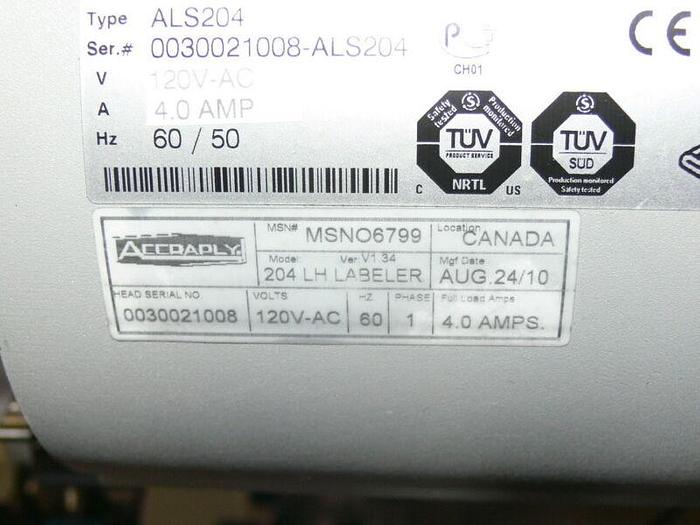 Type ALS204
Ser.# 0030021008-ALS204
V 120V-AC
A 4.0 AMP
Hz 60 / 50
CH01
CE
Safety tested
Production monitored
TÜV
PRODUCT SERVICE
NRTL
C US
TÜV
SÜD
Production monitored
Safety tested
ACCRAPLY
MSN# MSNO6799
Location CANADA
Model Ver. V1.34
204 LH LABELER
Mgf Date
AUG.24/10
HEAD SERIAL NO. VOLTS HZ PHASE Full Load Amps
0030021008 120V-AC 60 1 4.0 AMPS.